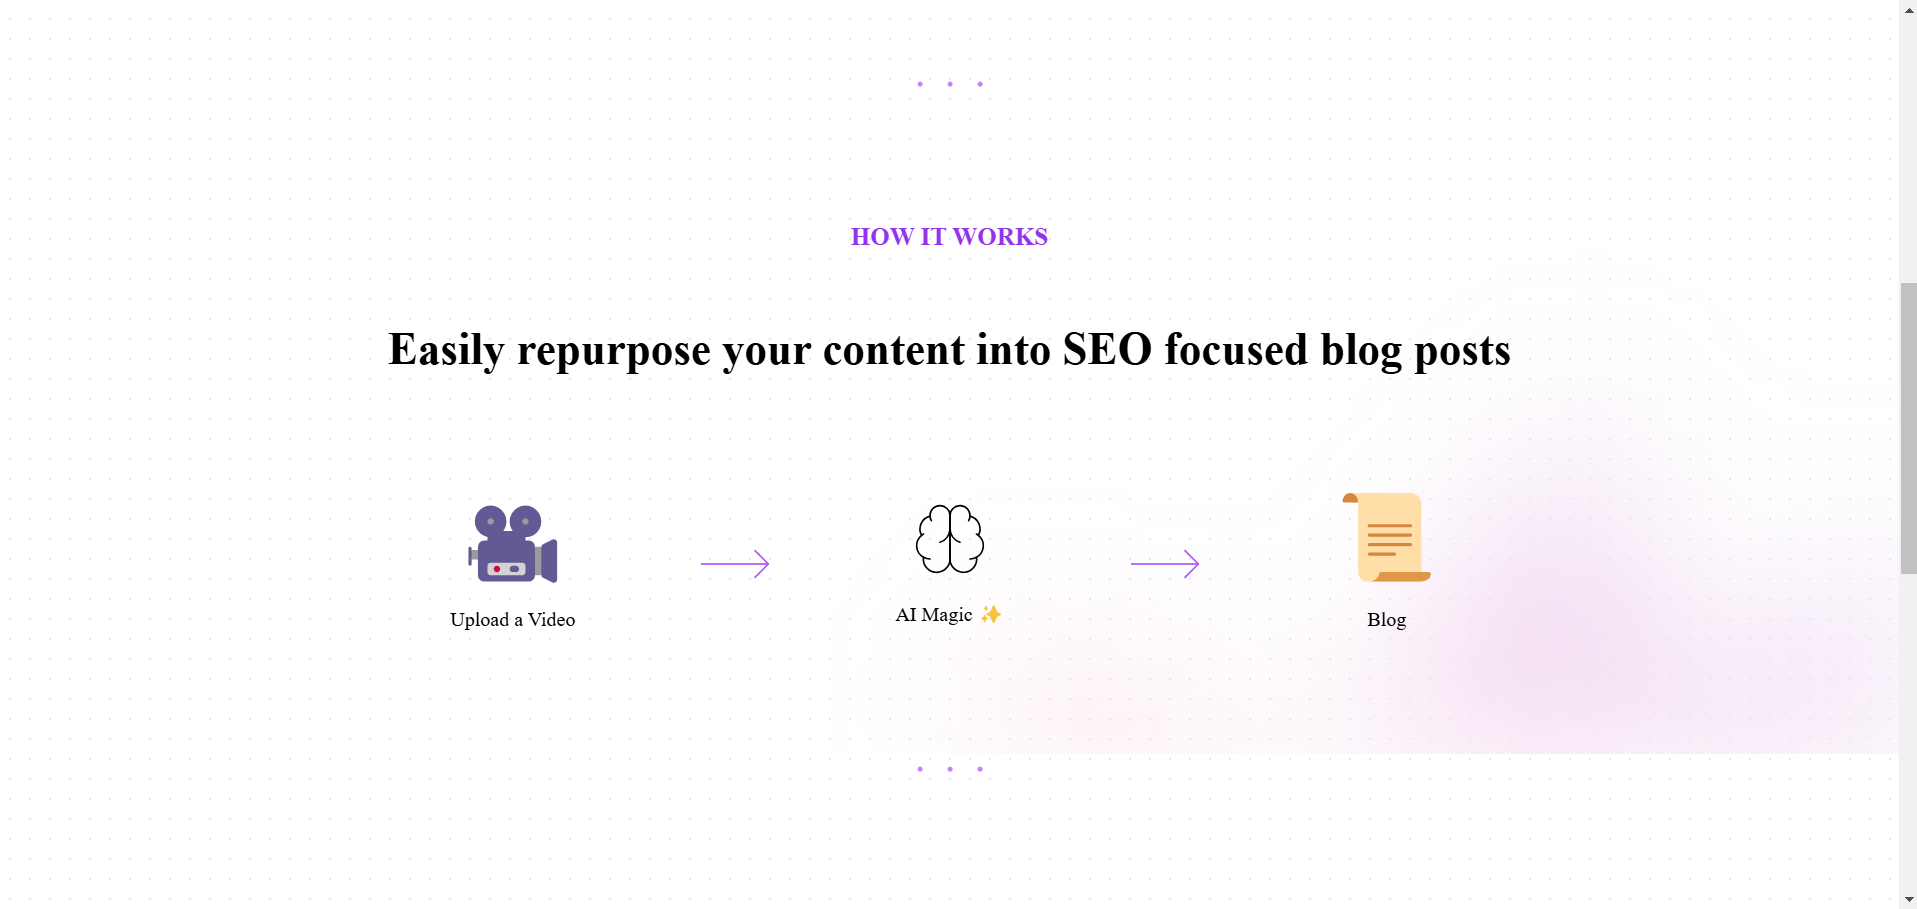 HOW IT WORKS
Easily repurpose your content into SEO focused blog posts
Upload a Video
AI Magic ✨
Blog